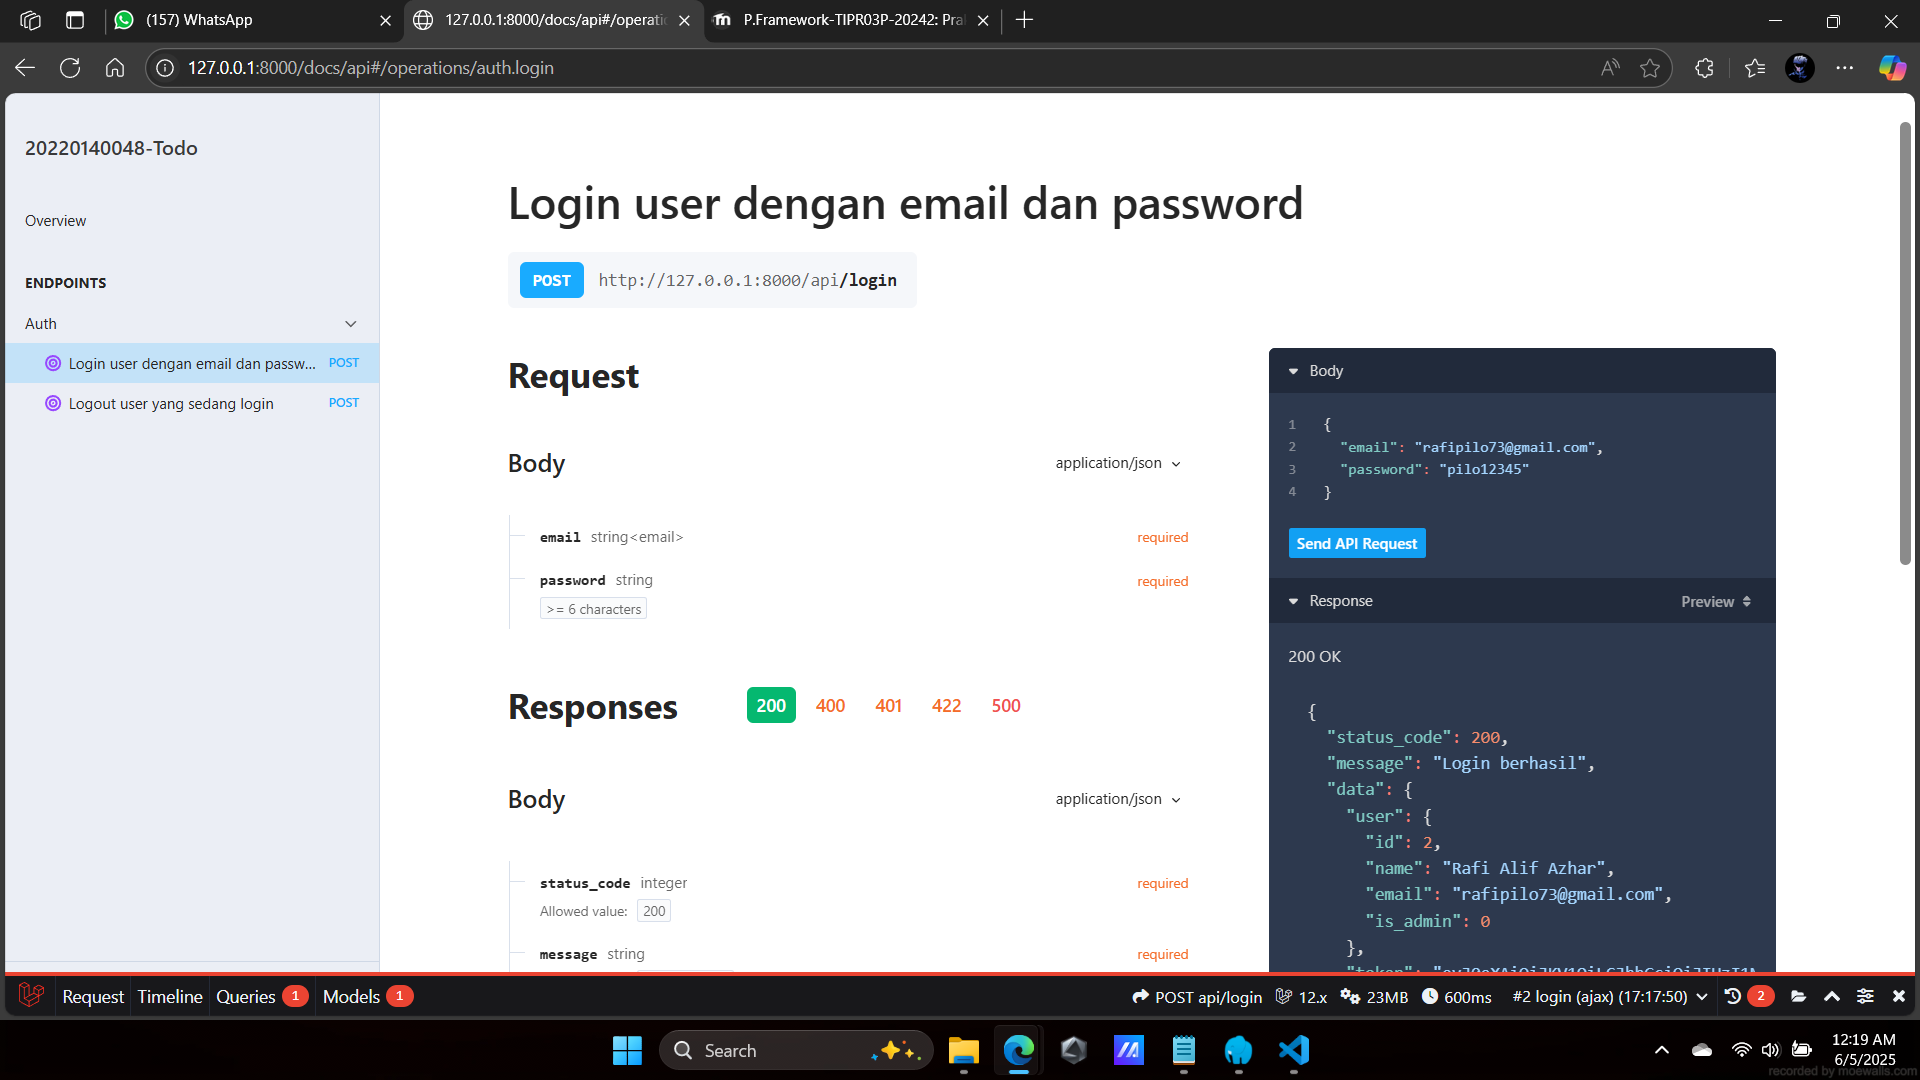 (157) WhatsApp
127.0.0.1:8000/docs/api#/operatio
P.Framework-TIPR03P-20242: Pra
127.0.0.1:8000/docs/api#/operations/auth.login
20220140048-Todo
Overview
ENDPOINTS
Auth
Login user dengan email dan passw... POST
Logout user yang sedang login POST
Login user dengan email dan password
POST http://127.0.0.1:8000/api/login
Request
Body application/json
email string<email> required
password string required
>= 6 characters
Responses 200 400 401 422 500
Body application/json
status_code integer required
Allowed value: 200
message string required
Body
1 {
2 "email": "rafipilo73@gmail.com",
3 "password": "pilo12345"
4 }
Send API Request
Response Preview
200 OK
{
"status_code": 200,
"message": "Login berhasil",
"data": {
"user": {
"id": 2,
"name": "Rafi Alif Azhar",
"email": "rafipilo73@gmail.com",
"is_admin": 0
},
Request Timeline Queries 1 Models 1 POST api/login 12.x 23MB 600ms #2 login (ajax) (17:17:50) 2
Search
12:19 AM
6/5/2025
recorded by moewalls.com